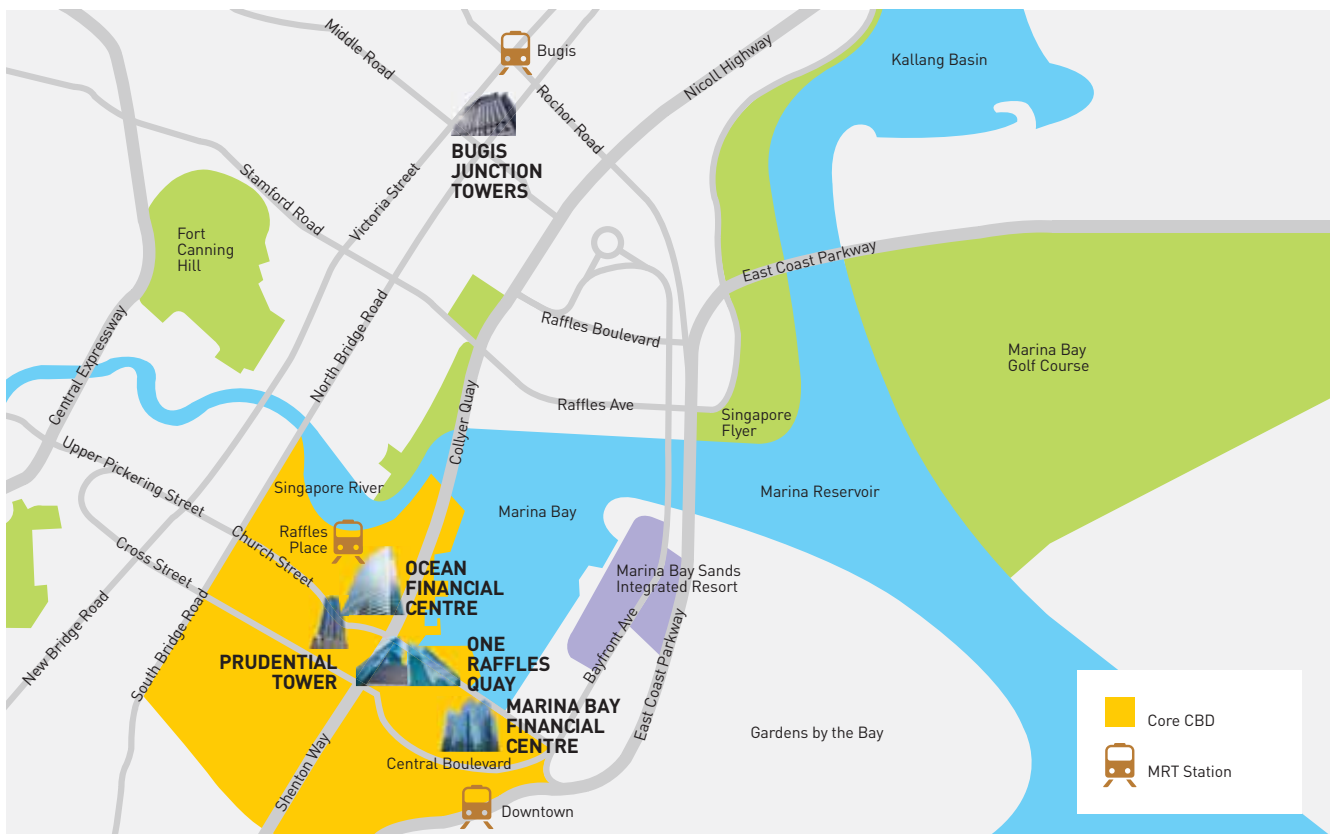 Middle Road
Bugis
Nicoll Highway
Kallang Basin
Rochor Road
BUGIS
JUNCTION
TOWERS
Stamford Road
Victoria Street
Fort
Canning
Hill
East Coast Parkway
Central Expressway
North Bridge Road
Raffles Boulevard
Marina Bay
Golf Course
Collyer Quay
Raffles Ave
Singapore
Flyer
Upper Pickering Street
Singapore River
Marina Bay
Marina Reservoir
Raffles
Place
Church Street
Cross Street
OCEAN
FINANCIAL
CENTRE
Marina Bay Sands
Integrated Resort
New Bridge Road
South Bridge Road
PRUDENTIAL
TOWER
ONE
RAFFLES
QUAY
Bayfront Ave
East Coast Parkway
MARINA BAY
FINANCIAL
CENTRE
Gardens by the Bay
Shenton Way
Central Boulevard
Downtown
Core CBD
MRT Station